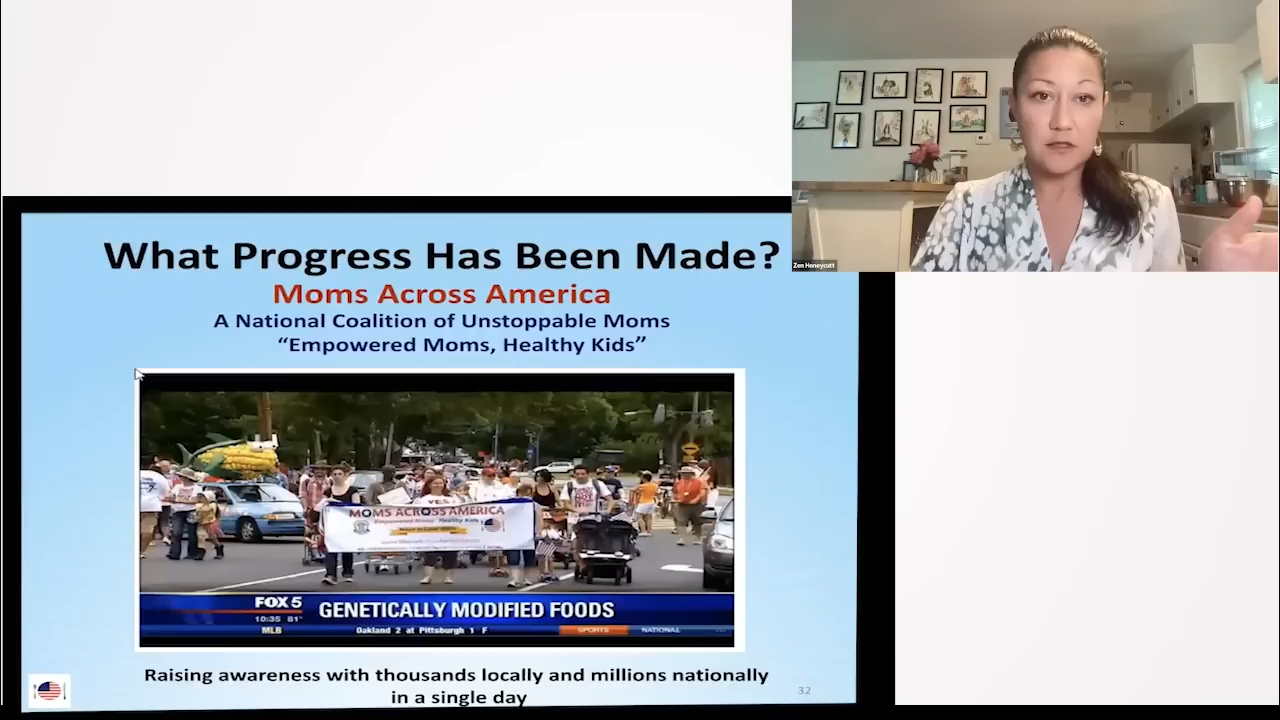 What Progress Has Been Made?
Moms Across America
A National Coalition of Unstoppable Moms
“Empowered Moms, Healthy Kids”
Zen Honeycutt
YES
MOMS ACROSS AMERICA
Empowered Moms Healthy Kids
FOX 5
GENETICALLY MODIFIED FOODS
10:35 81°
MLB
Oakland 2 at Pittsburgh 1 F
SPORTS
NATIONAL
Raising awareness with thousands locally and millions nationally
in a single day
32